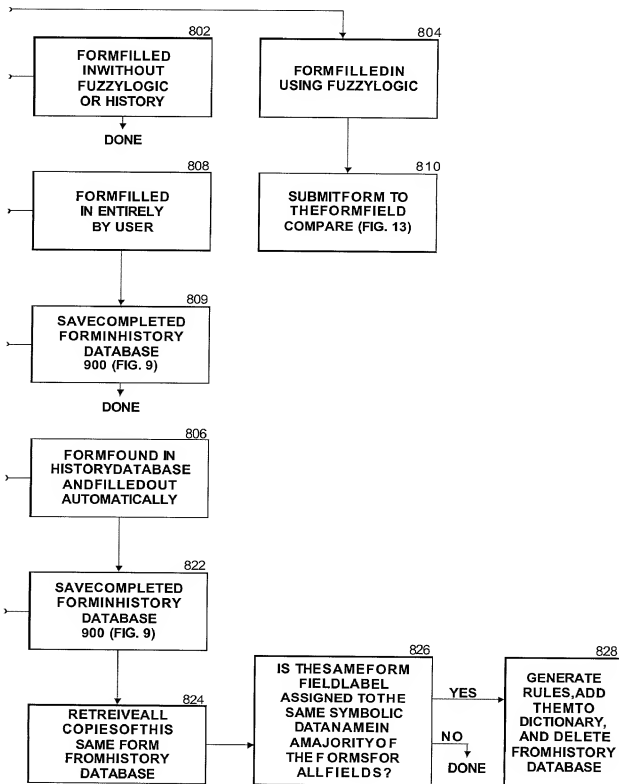 802
FORMFILLED
INWITHOUT
FUZZYLOGIC
OR HISTORY
DONE
804
FORMFILLEDIN
USING FUZZYLOGIC
808
FORMFILLED
IN ENTIRELY
BY USER
810
SUBMITFORM TO
THEFORMFIELD
COMPARE (FIG. 13)
809
SAVECOMPLETED
FORMINHISTORY
DATABASE
900 (FIG. 9)
DONE
806
FORMFOUND IN
HISTORYDATABASE
ANDFILLEDOUT
AUTOMATICALLY
822
SAVECOMPLETED
FORMINHISTORY
DATABASE
900 (FIG. 9)
824
RETREIVEALL
COPIESOFTHIS
SAME FORM
FROMHISTORY
DATABASE
826
IS THESAMEFORM
FIELDLABEL
ASSIGNED TOTHE
SAME SYMBOLIC
DATANAMEIN
AMAJORITYOF
THE FORMSFOR
ALLFIELDS?
YES
NO
DONE
828
GENERATE
RULES,ADD
THEMTO
DICTIONARY,
AND DELETE
FROMHISTORY
DATABASE